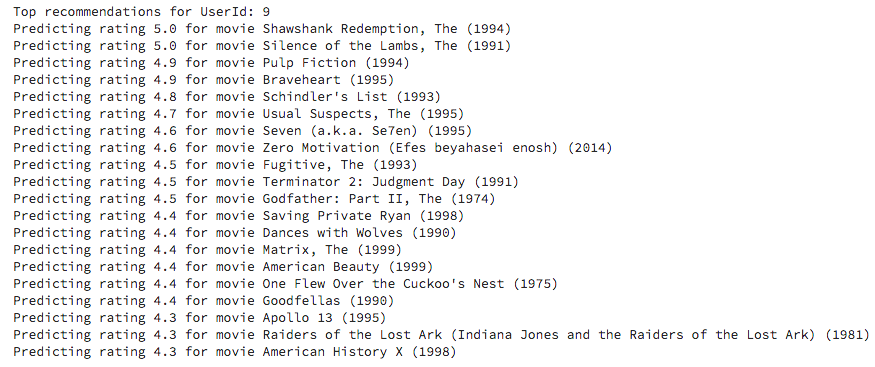 Top recommendations for UserId: 9
Predicting rating 5.0 for movie Shawshank Redemption, The (1994)
Predicting rating 5.0 for movie Silence of the Lambs, The (1991)
Predicting rating 4.9 for movie Pulp Fiction (1994)
Predicting rating 4.9 for movie Braveheart (1995)
Predicting rating 4.8 for movie Schindler's List (1993)
Predicting rating 4.7 for movie Usual Suspects, The (1995)
Predicting rating 4.6 for movie Seven (a.k.a. Se7en) (1995)
Predicting rating 4.6 for movie Zero Motivation (Efes beyahasei enosh) (2014)
Predicting rating 4.5 for movie Fugitive, The (1993)
Predicting rating 4.5 for movie Terminator 2: Judgment Day (1991)
Predicting rating 4.5 for movie Godfather: Part II, The (1974)
Predicting rating 4.4 for movie Saving Private Ryan (1998)
Predicting rating 4.4 for movie Dances with Wolves (1990)
Predicting rating 4.4 for movie Matrix, The (1999)
Predicting rating 4.4 for movie American Beauty (1999)
Predicting rating 4.4 for movie One Flew Over the Cuckoo's Nest (1975)
Predicting rating 4.4 for movie Goodfellas (1990)
Predicting rating 4.3 for movie Apollo 13 (1995)
Predicting rating 4.3 for movie Raiders of the Lost Ark (Indiana Jones and the Raiders of the Lost Ark) (1981)
Predicting rating 4.3 for movie American History X (1998)